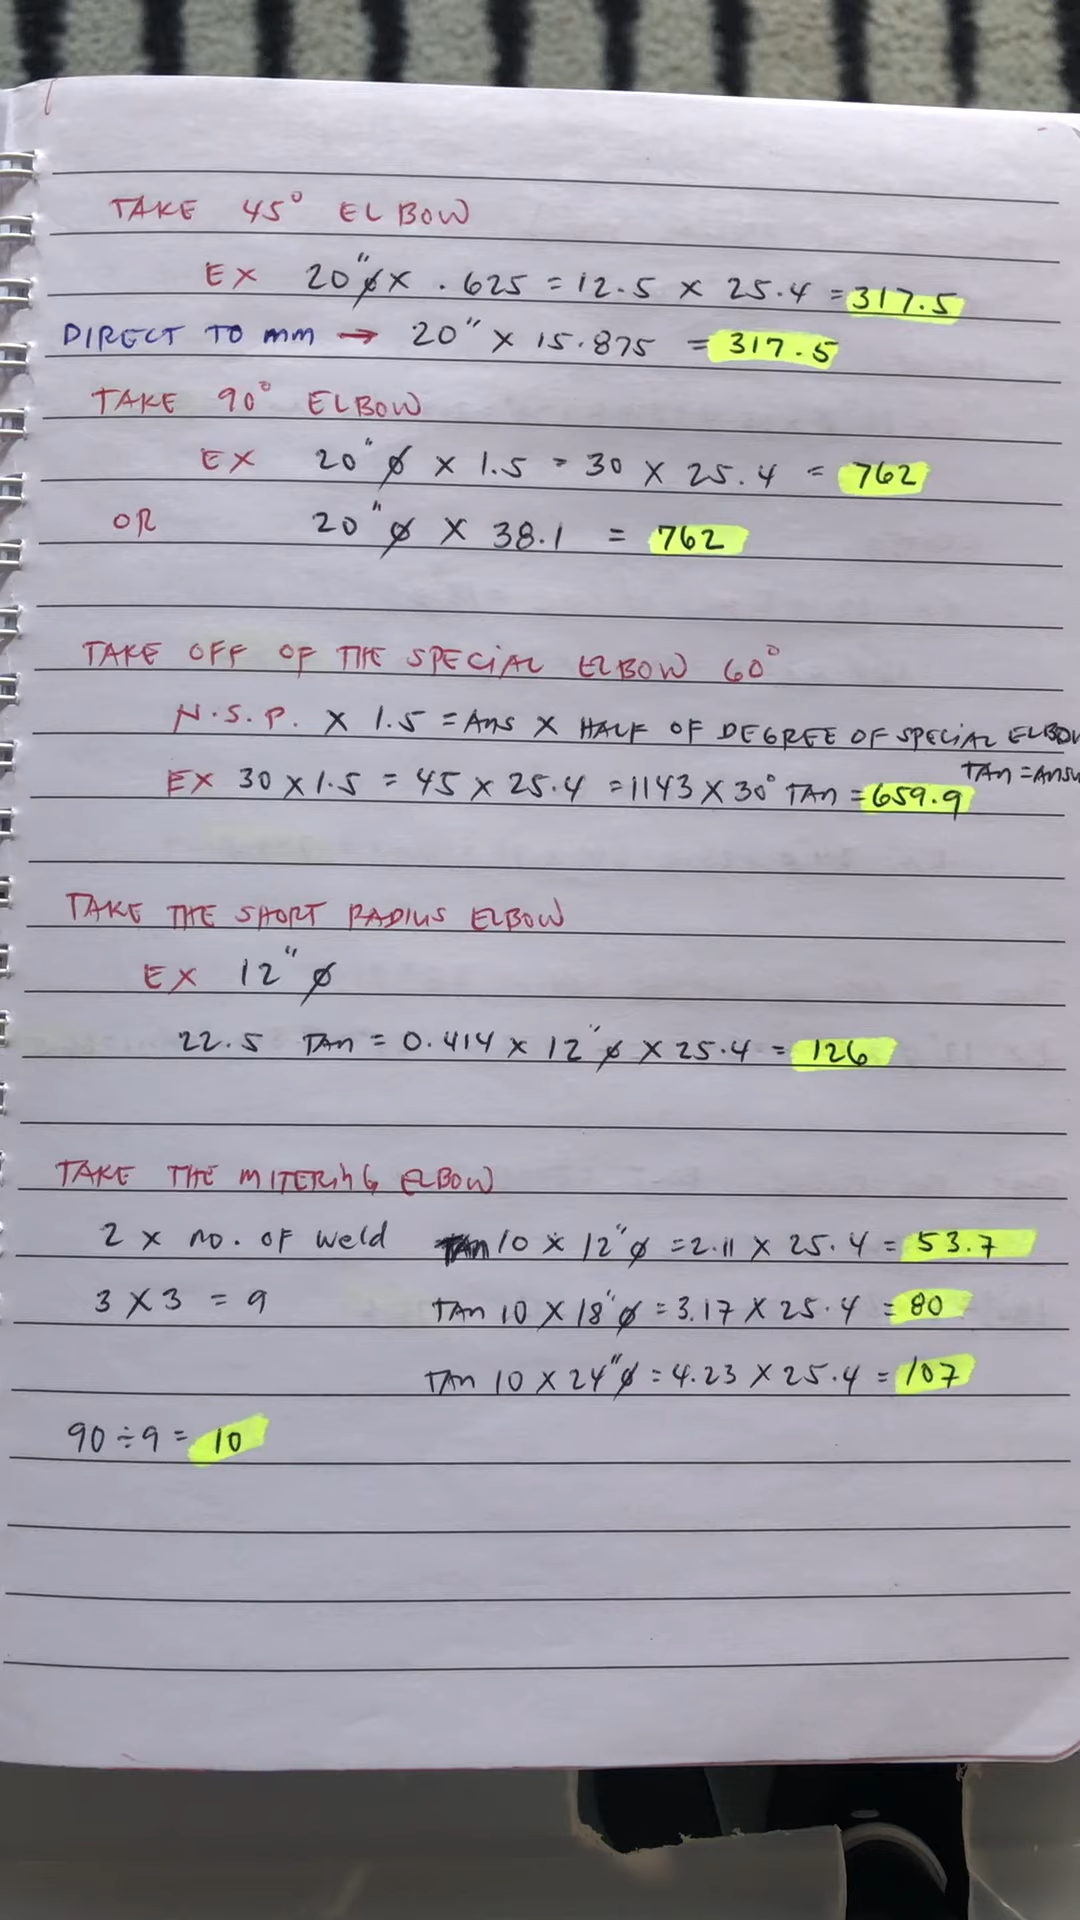 TAKE 45° ELBOW
EX 20"ø x .625 = 12.5 x 25.4 = 317.5
DIRECT TO mm → 20" x 15.875 = 317.5
TAKE 90° ELBOW
EX 20"ø x 1.5 = 30 x 25.4 = 762
OR 20"ø x 38.1 = 762
TAKE OFF OF THE SPECIAL ELBOW 60°
N.S.P. x 1.5 = Ans x HALF OF DEGREE OF SPECIAL ELBOW
TAn = Answ
EX 30 x 1.5 = 45 x 25.4 = 1143 x 30° TAn = 659.9
TAKE THE SHORT RADIUS ELBOW
EX 12"ø
22.5 TAn = 0.414 x 12"ø x 25.4 = 126
TAKE THE MITERING ELBOW
2 x no. OF weld TAn 10 x 12"ø = 2.11 x 25.4 = 53.7
3 x 3 = 9 TAn 10 x 18"ø = 3.17 x 25.4 = 80
TAn 10 x 24"ø = 4.23 x 25.4 = 107
90 ÷ 9 = 10